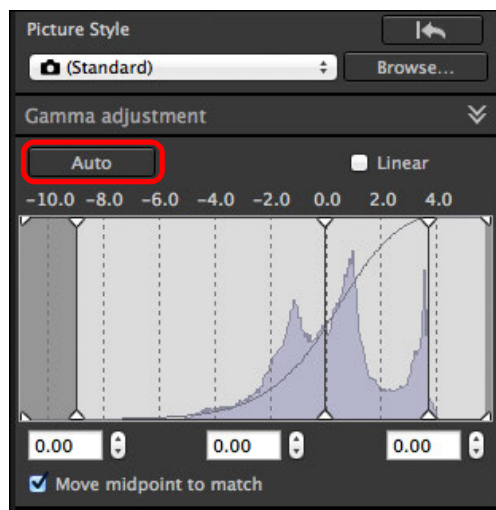 Picture Style
(Standard)
Browse...
Gamma adjustment
Auto
Linear
-10.0 -8.0 -6.0 -4.0 -2.0 0.0 2.0 4.0
0.00 0.00 0.00
Move midpoint to match